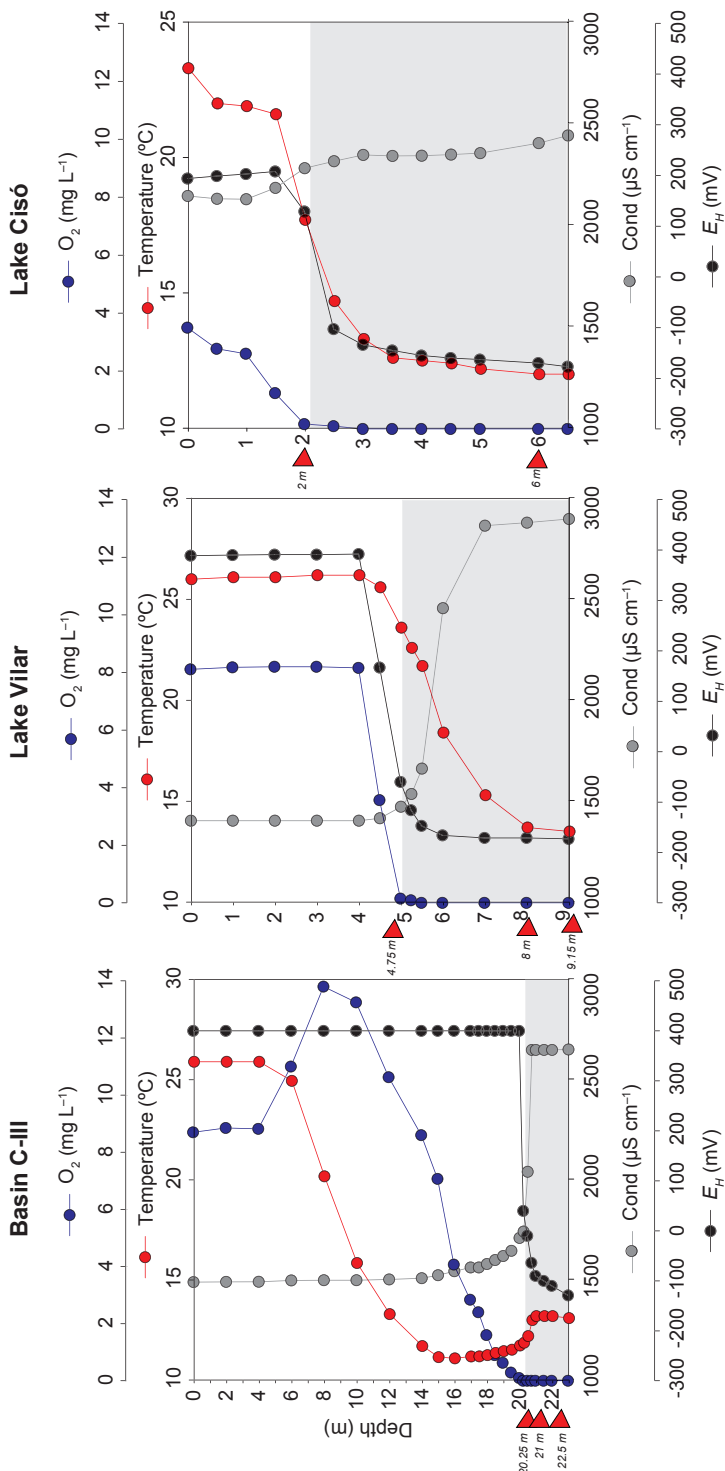 Basin C-III
O₂ (mg L⁻¹)
0 2 4 6 8 10 12 14
Temperature (ºC)
10 15 20 25 30
Depth (m)
0
2
4
6
8
10
12
14
16
18
20
22
20.25 m
21 m
22.5 m
1000 1500 2000 2500 3000
Cond (µS cm⁻¹)
-300 -200 -100 0 100 200 300 400 500
E_H (mV)
Lake Vilar
O₂ (mg L⁻¹)
0 2 4 6 8 10 12 14
Temperature (ºC)
10 15 20 25 30
0
1
2
3
4
5
6
7
8
9
4.75 m
8 m
9.15 m
1000 1500 2000 2500 3000
Cond (µS cm⁻¹)
-300 -200 -100 0 100 200 300 400 500
E_H (mV)
Lake Cisó
O₂ (mg L⁻¹)
0 2 4 6 8 10 12 14
Temperature (ºC)
10 15 20 25
0
1
2
3
4
5
6
2 m
6 m
1000 1500 2000 2500 3000
Cond (µS cm⁻¹)
-300 -200 -100 0 100 200 300 400 500
E_H (mV)